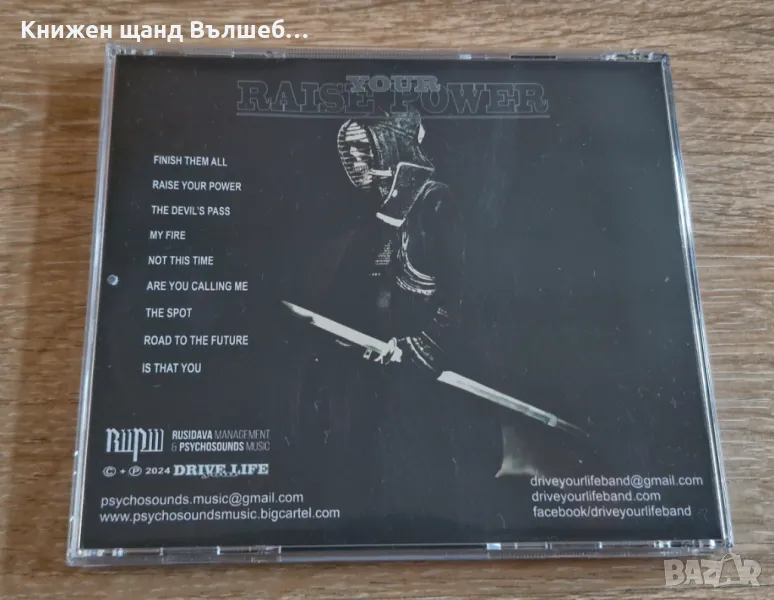 Книжен щанд Вълшеб...
YOUR
RAISE POWER
FINISH THEM ALL
RAISE YOUR POWER
THE DEVIL'S PASS
MY FIRE
NOT THIS TIME
ARE YOU CALLING ME
THE SPOT
ROAD TO THE FUTURE
IS THAT YOU
RUSIDAVA MANAGEMENT
& PSYCHOSOUNDS MUSIC
© + ℗ 2024 DRIVE YOUR LIFE
psychosounds.music@gmail.com
www.psychosoundsmusic.bigcartel.com
driveyourlifeband@gmail.com
driveyourlifeband.com
facebook/driveyourlifeband
BAZAR